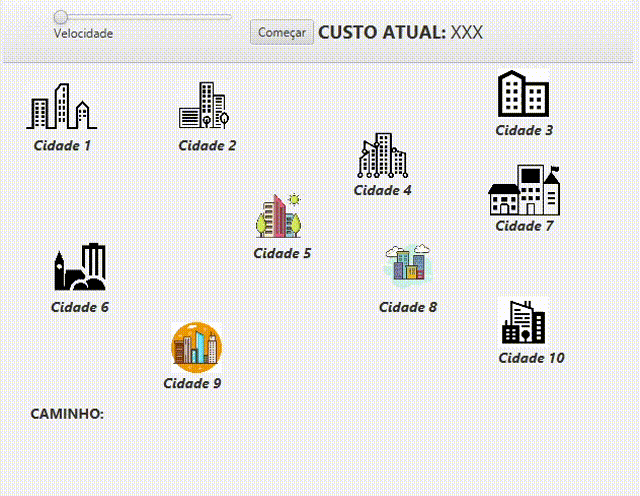 Velocidade
Começar
CUSTO ATUAL: XXX
Cidade 1
Cidade 2
Cidade 3
Cidade 4
Cidade 5
Cidade 6
Cidade 7
Cidade 8
Cidade 9
Cidade 10
CAMINHO: